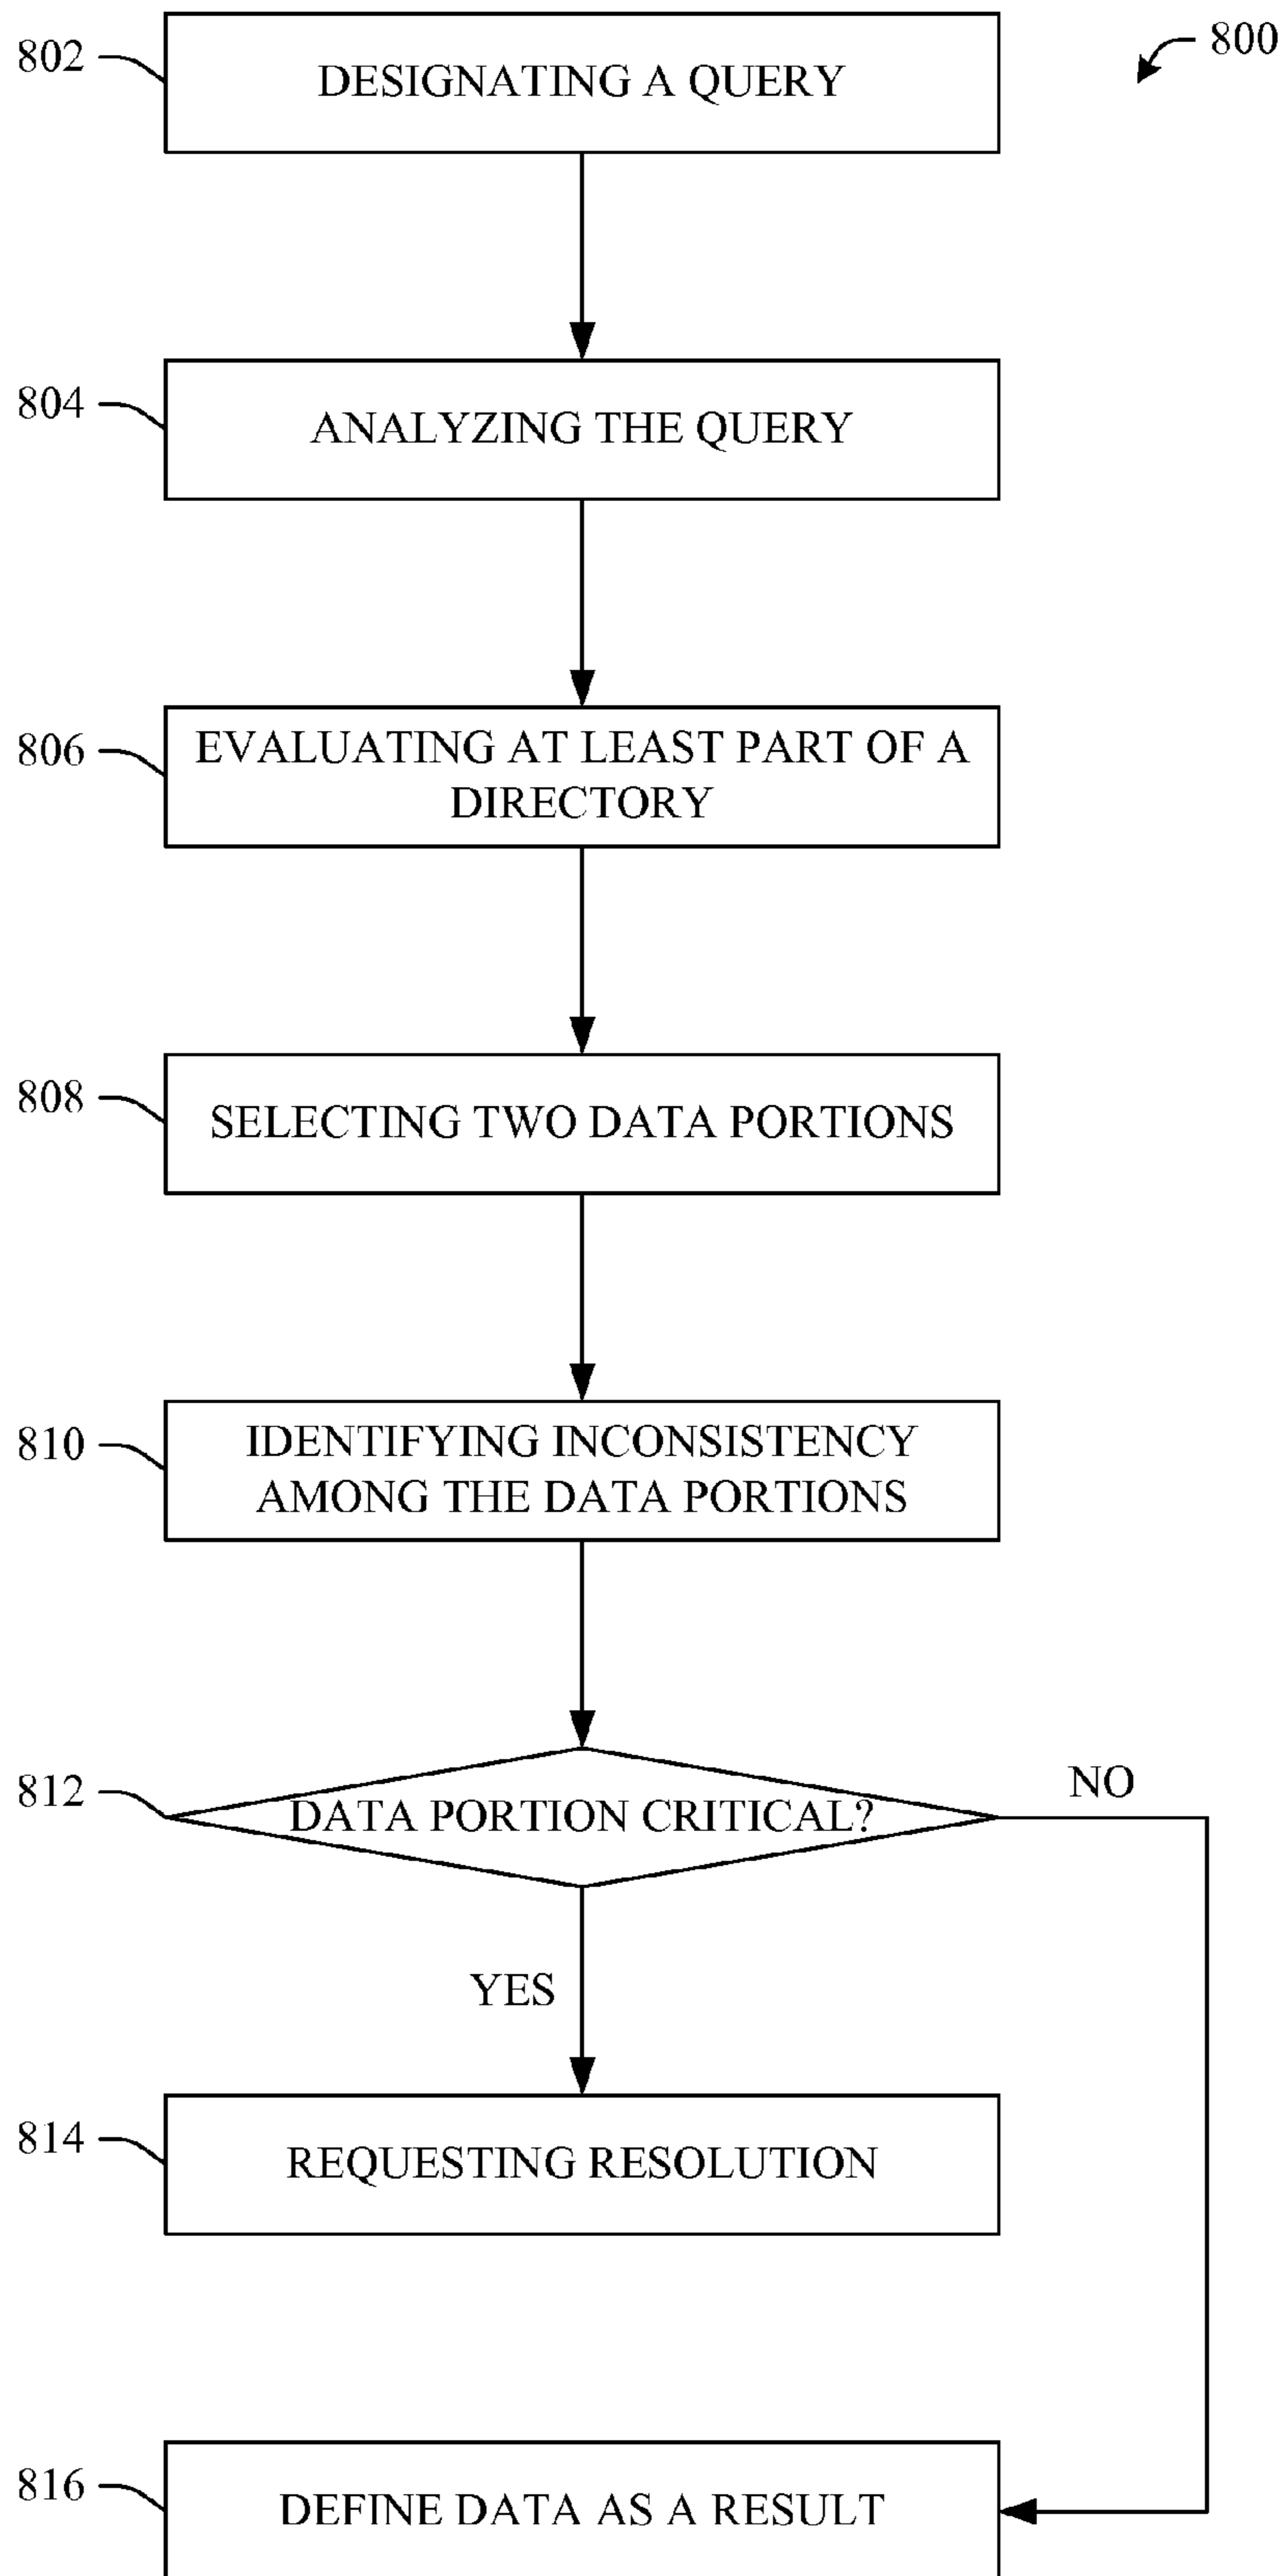 800
802
DESIGNATING A QUERY
804
ANALYZING THE QUERY
806
EVALUATING AT LEAST PART OF A
DIRECTORY
808
SELECTING TWO DATA PORTIONS
810
IDENTIFYING INCONSISTENCY
AMONG THE DATA PORTIONS
812
DATA PORTION CRITICAL?
NO
YES
814
REQUESTING RESOLUTION
816
DEFINE DATA AS A RESULT